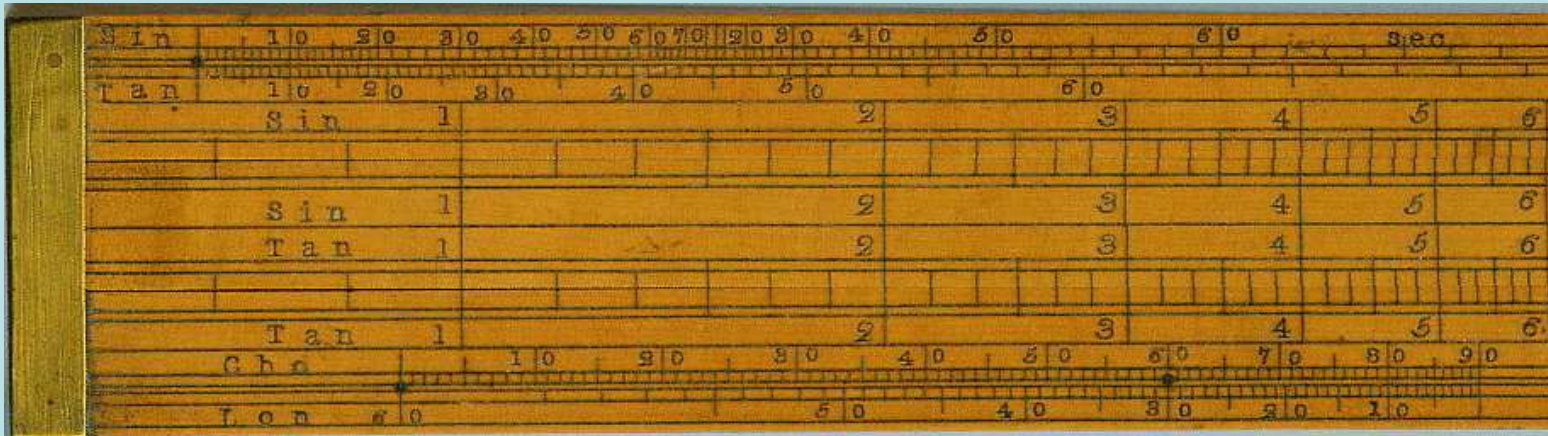 Sin 10 20 30 40 50 60 70 20 30 40 50 60 sec
Tan 10 20 30 40 50 60
Sin 1 2 3 4 5 6
Sin 1 2 3 4 5 6
Tan 1 2 3 4 5 6
Tan 1 2 3 4 5 6
Cho 10 20 30 40 50 60 70 80 90
Lon 60 50 40 30 20 10